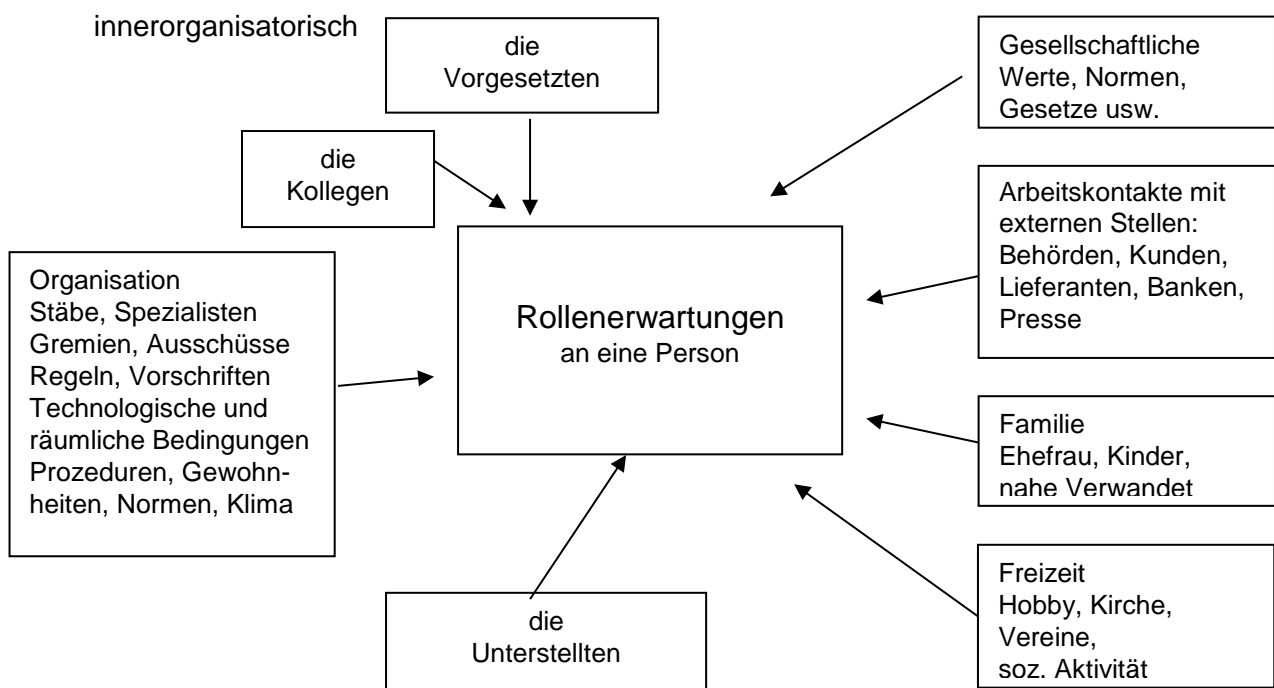 innerorganisatorisch
die
Vorgesetzten
die
Kollegen
Organisation
Stäbe, Spezialisten
Gremien, Ausschüsse
Regeln, Vorschriften
Technologische und
räumliche Bedingungen
Prozeduren, Gewohn-
heiten, Normen, Klima
Rollenerwartungen
an eine Person
die
Unterstellten
Gesellschaftliche
Werte, Normen,
Gesetze usw.
Arbeitskontakte mit
externen Stellen:
Behörden, Kunden,
Lieferanten, Banken,
Presse
Familie
Ehefrau, Kinder,
nahe Verwandet
Freizeit
Hobby, Kirche,
Vereine,
soz. Aktivität